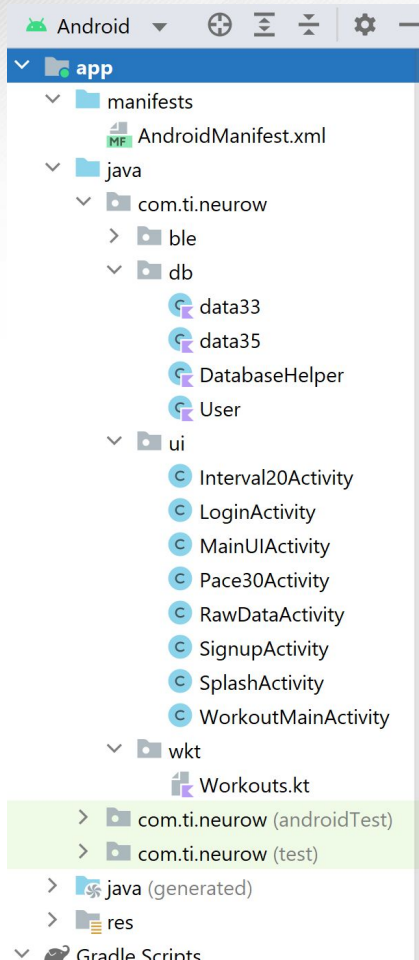 Android
app
manifests
MF AndroidManifest.xml
java
com.ti.neurow
ble
db
C data33
C data35
C DatabaseHelper
C User
ui
C Interval20Activity
C LoginActivity
C MainUIActivity
C Pace30Activity
C RawDataActivity
C SignupActivity
C SplashActivity
C WorkoutMainActivity
wkt
Workouts.kt
com.ti.neurow (androidTest)
com.ti.neurow (test)
java (generated)
res
Gradle Scripts